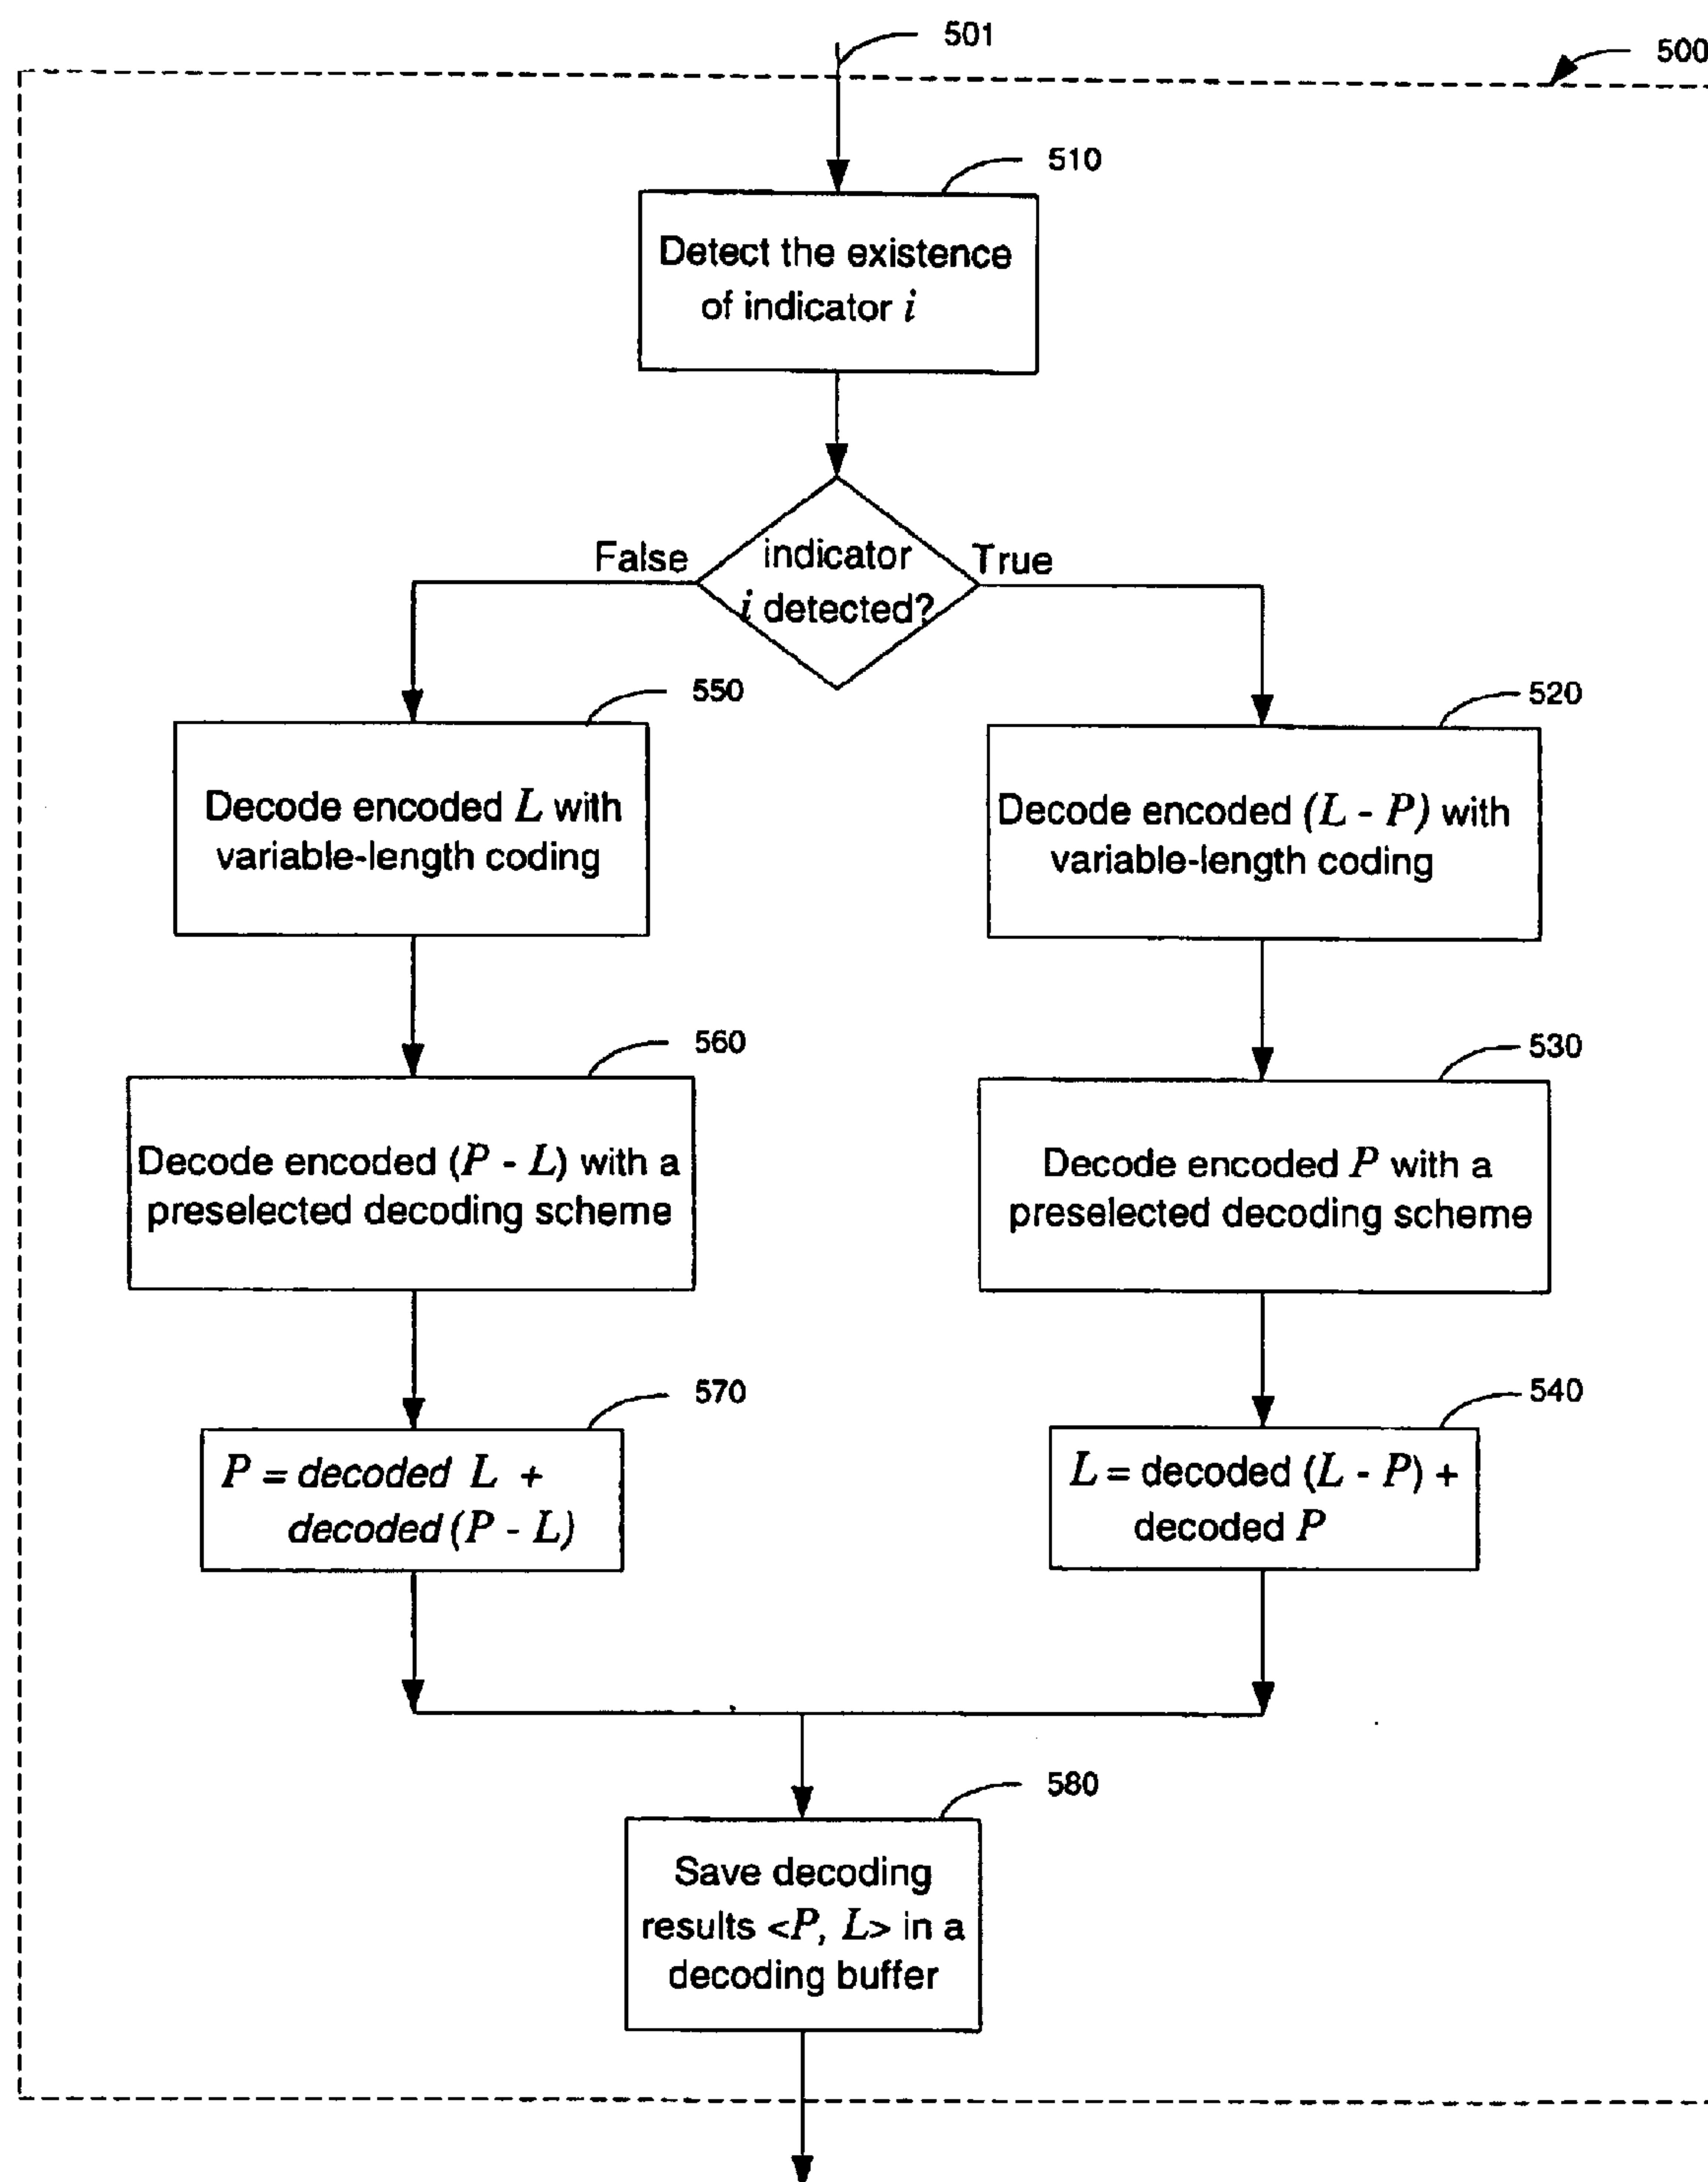 501
500
510
Detect the existence
of indicator i
False
indicator
i detected?
True
550
520
Decode encoded L with
variable-length coding
Decode encoded (L - P) with
variable-length coding
560
530
Decode encoded (P - L) with a
preselected decoding scheme
Decode encoded P with a
preselected decoding scheme
570
540
P = decoded L +
decoded (P - L)
L = decoded (L - P) +
decoded P
580
Save decoding
results <P, L> in a
decoding buffer